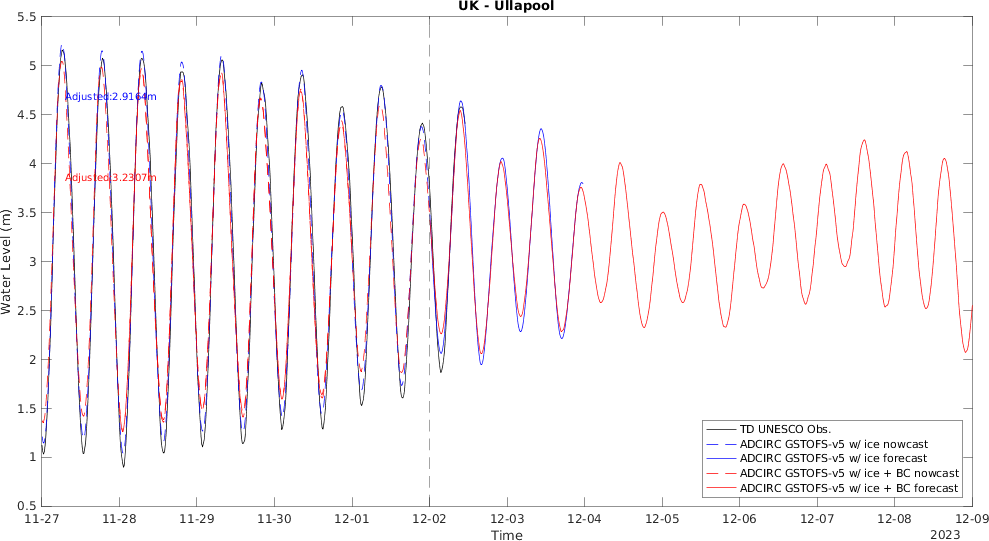 UK - Ullapool
5.5
5
4.5
4
3.5
3
2.5
2
1.5
1
0.5
Water Level (m)
Adjusted:2.9164m
Adjusted:3.2307m
TD UNESCO Obs.
ADCIRC GSTOFS-v5 w/ ice nowcast
ADCIRC GSTOFS-v5 w/ ice forecast
ADCIRC GSTOFS-v5 w/ ice + BC nowcast
ADCIRC GSTOFS-v5 w/ ice + BC forecast
11-27 11-28 11-29 11-30 12-01 12-02 12-03 12-04 12-05 12-06 12-07 12-08 12-09
Time
2023